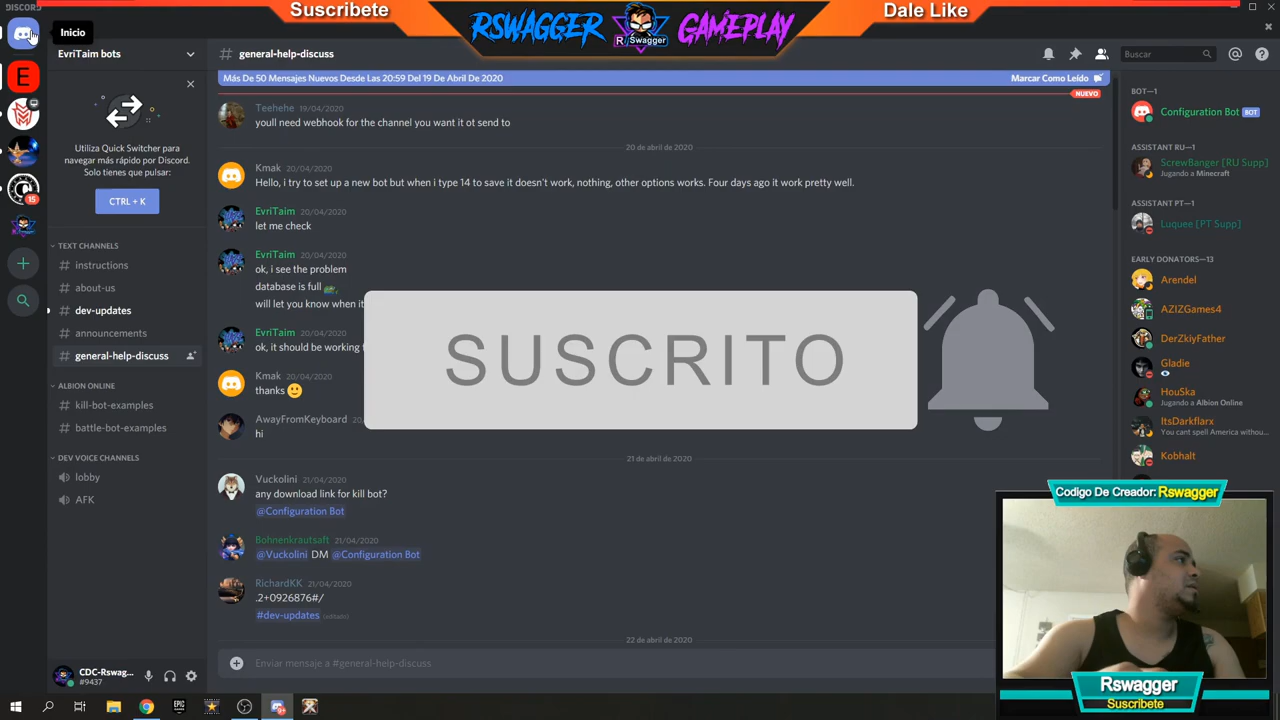 DISCORD
Suscribete
RSWAGGER
R/Swagger
GAMEPLAY
Dale Like
Inicio
EvriTaim bots
# general-help-discuss
Buscar
Más De 50 Mensajes Nuevos Desde Las 20:59 Del 19 De Abril De 2020
Marcar Como Leído
NUEVO
E
15
Utiliza Quick Switcher para
navegar más rápido por Discord.
Solo tienes que pulsar:
CTRL + K
TEXT CHANNELS
# instructions
# about-us
# dev-updates
# announcements
# general-help-discuss
ALBION ONLINE
# kill-bot-examples
# battle-bot-examples
DEV VOICE CHANNELS
lobby
AFK
CDC-Rswag...
#9437
Teehehe 19/04/2020
youll need webhook for the channel you want it ot send to
20 de abril de 2020
Kmak 20/04/2020
Hello, i try to set up a new bot but when i type 14 to save it doesn't work, nothing, other options works. Four days ago it work pretty well.
EvriTaim 20/04/2020
let me check
EvriTaim 20/04/2020
ok, i see the problem
database is full
will let you know when it
EvriTaim 20/04/2020
ok, it should be working
Kmak 20/04/2020
thanks
AwayFromKeyboard
hi
SUSCRITO
21 de abril de 2020
Vuckolini 21/04/2020
any download link for kill bot?
@Configuration Bot
Bohnenkrautsaft 21/04/2020
@Vuckolini DM @Configuration Bot
RichardKK 21/04/2020
.2+0926876#/
#dev-updates (editado)
22 de abril de 2020
Enviar mensaje a #general-help-discuss
BOT—1
Configuration Bot BOT
ASSISTANT RU—1
ScrewBanger [RU Supp]
Jugando a Minecraft
ASSISTANT PT—1
Luquee [PT Supp]
EARLY DONATORS—13
Arendel
AZIZGames4
DerZkiyFather
Gladie
HouSka
Jugando a Albion Online
ItsDarkflarx
You cant spell America withou...
Kobhalt
Codigo De Creador: Rswagger
Rswagger
Suscribete
EPIC